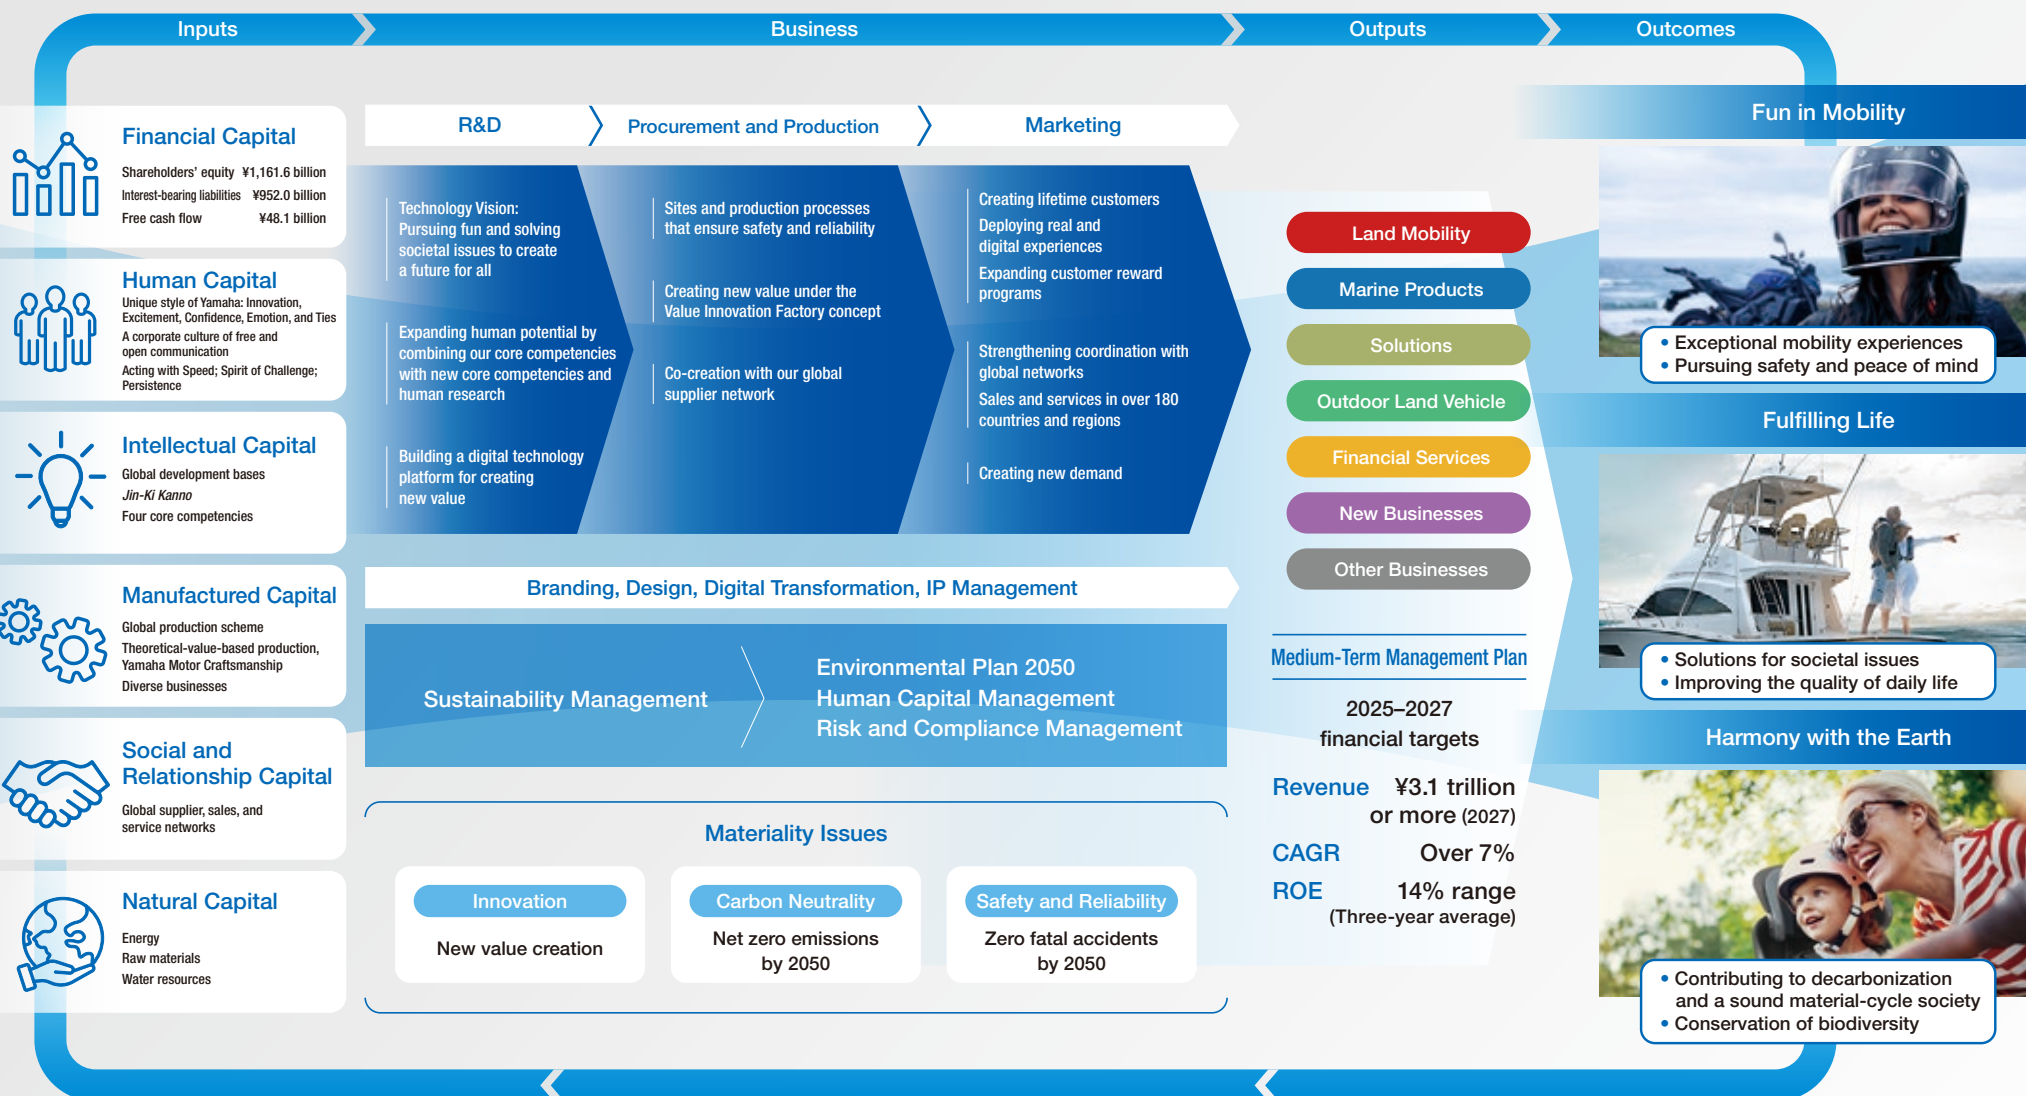 Inputs
Business
Outputs
Outcomes
Financial Capital
Shareholders' equity ¥1,161.6 billion
Interest-bearing liabilities ¥952.0 billion
Free cash flow ¥48.1 billion
Human Capital
Unique style of Yamaha: Innovation,
Excitement, Confidence, Emotion, and Ties
A corporate culture of free and
open communication
Acting with Speed; Spirit of Challenge;
Persistence
Intellectual Capital
Global development bases
Jin-Ki Kanno
Four core competencies
Manufactured Capital
Global production scheme
Theoretical-value-based production,
Yamaha Motor Craftsmanship
Diverse businesses
Social and
Relationship Capital
Global supplier, sales, and
service networks
Natural Capital
Energy
Raw materials
Water resources
R&D
Procurement and Production
Marketing
Technology Vision:
Pursuing fun and solving
societal issues to create
a future for all
Expanding human potential by
combining our core competencies
with new core competencies and
human research
Building a digital technology
platform for creating
new value
Sites and production processes
that ensure safety and reliability
Creating new value under the
Value Innovation Factory concept
Co-creation with our global
supplier network
Creating lifetime customers
Deploying real and
digital experiences
Expanding customer reward
programs
Strengthening coordination with
global networks
Sales and services in over 180
countries and regions
Creating new demand
Branding, Design, Digital Transformation, IP Management
Sustainability Management
Environmental Plan 2050
Human Capital Management
Risk and Compliance Management
Materiality Issues
Innovation
New value creation
Carbon Neutrality
Net zero emissions
by 2050
Safety and Reliability
Zero fatal accidents
by 2050
Land Mobility
Marine Products
Solutions
Outdoor Land Vehicle
Financial Services
New Businesses
Other Businesses
Medium-Term Management Plan
2025–2027
financial targets
Revenue ¥3.1 trillion
or more (2027)
CAGR Over 7%
ROE 14% range
(Three-year average)
Fun in Mobility
• Exceptional mobility experiences
• Pursuing safety and peace of mind
Fulfilling Life
• Solutions for societal issues
• Improving the quality of daily life
Harmony with the Earth
• Contributing to decarbonization
and a sound material-cycle society
• Conservation of biodiversity